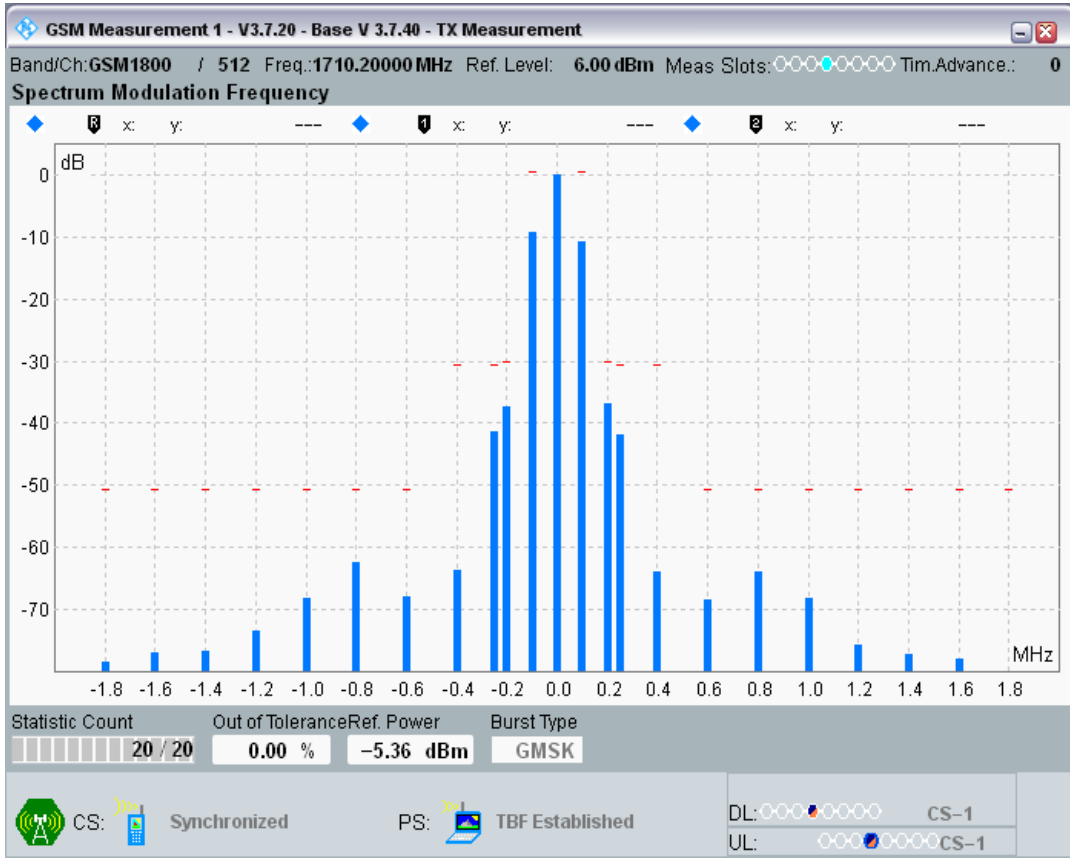 GSM Measurement 1 - V3.7.20 - Base V 3.7.40 - TX Measurement
Band/Ch:GSM1800 / 512 Freq.:1710.20000 MHz Ref. Level: 6.00 dBm Meas Slots: Tim.Advance.: 0
Spectrum Modulation Frequency
R x: y: --- 1 x: y: --- 2 x: y: ---
dB
0
-10
-20
-30
-40
-50
-60
-70
MHz
-1.8 -1.6 -1.4 -1.2 -1.0 -0.8 -0.6 -0.4 -0.2 0.0 0.2 0.4 0.6 0.8 1.0 1.2 1.4 1.6 1.8
Statistic Count Out of Tolerance Ref. Power Burst Type
20 / 20 0.00 % −5.36 dBm GMSK
CS: Synchronized PS: TBF Established
DL: CS−1
UL: CS−1